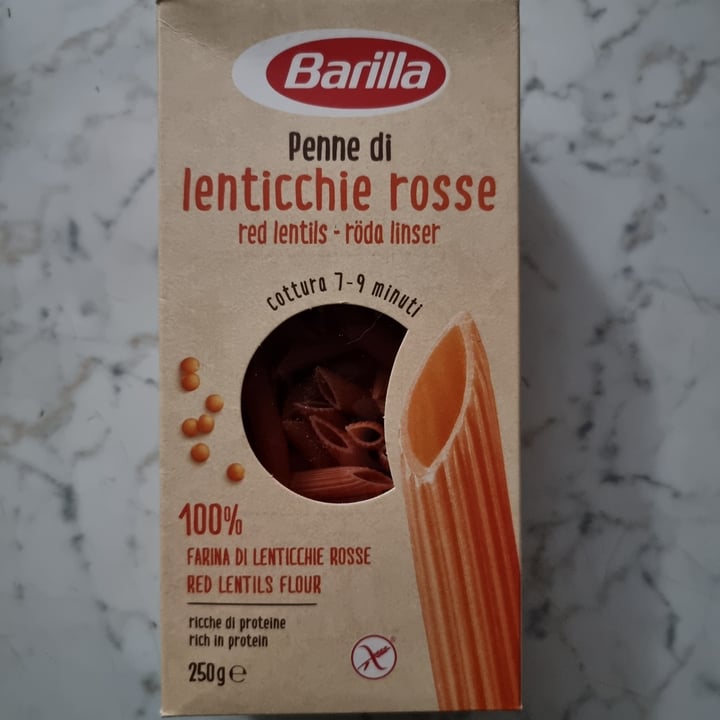 Barilla
Penne di
lenticchie rosse
red lentils - röda linser
cottura 7-9 minuti
100%
FARINA DI LENTICCHIE ROSSE
RED LENTILS FLOUR
ricche di proteine
rich in protein
250g ℮